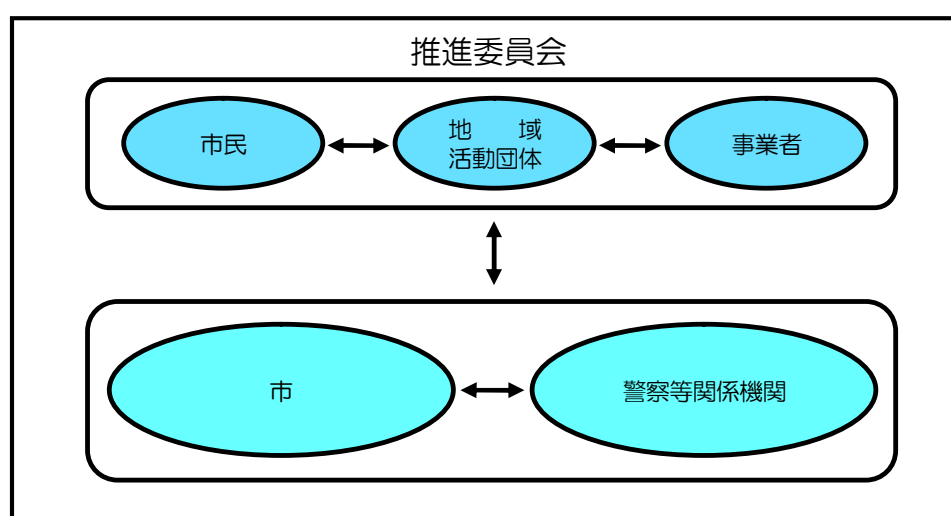 推進委員会
市民
地　　域
活動団体
事業者
市
警察等関係機関